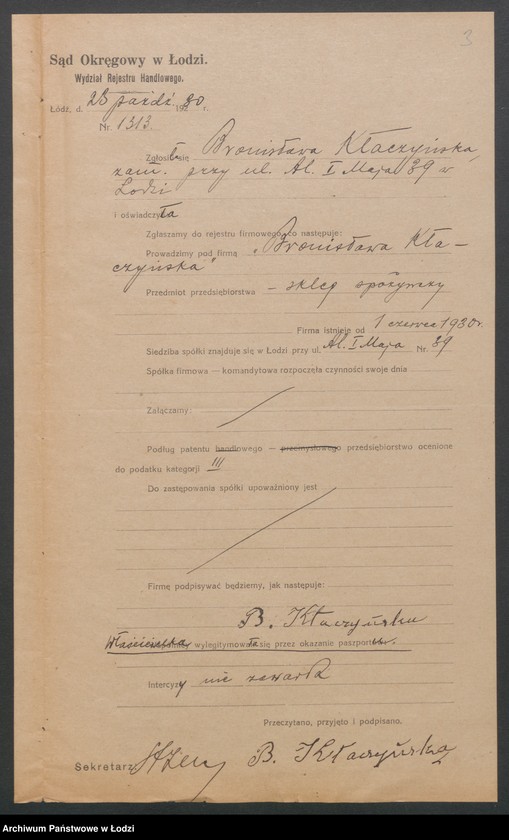 3
Sąd Okręgowy w Łodzi.
Wydział Rejestru Handlowego.
Łódź, d. 23 paźdź 1930 r.
Nr. 1313.
Zgłosiła się Bronisława Kłaczyńska,
zam. przy ul. Al. I Maja 39 w
Łodzi
i oświadczyła
Zgłaszamy do rejestru firmowego, co następuje:
Prowadzimy pod firmą „Bronisława Kła-
czyńska"
Przedmiot przedsiębiorstwa – sklep spożywczy
Firma istnieje od 1 czerwca 1930 r.
Siedziba spółki znajduje się w Łodzi przy ul. Al. I Maja Nr. 39
Spółka firmowa — komandytowa rozpoczęła czynności swoje dnia
Załączamy:
Podług patentu handlowego — przemysłowego przedsiębiorstwo ocenione
do podatku kategorji III
Do zastępowania spółki upoważniony jest
Firmę podpisywać będziemy, jak następuje:
B. Kłaczyńska
Właścicielka wylegitymowała się przez okazanie paszportu.
Intercyzy nie zawarła
Przeczytano, przyjęto i podpisano.
Sekretarz B. Kłaczyńska
Archiwum Państwowe w Łodzi